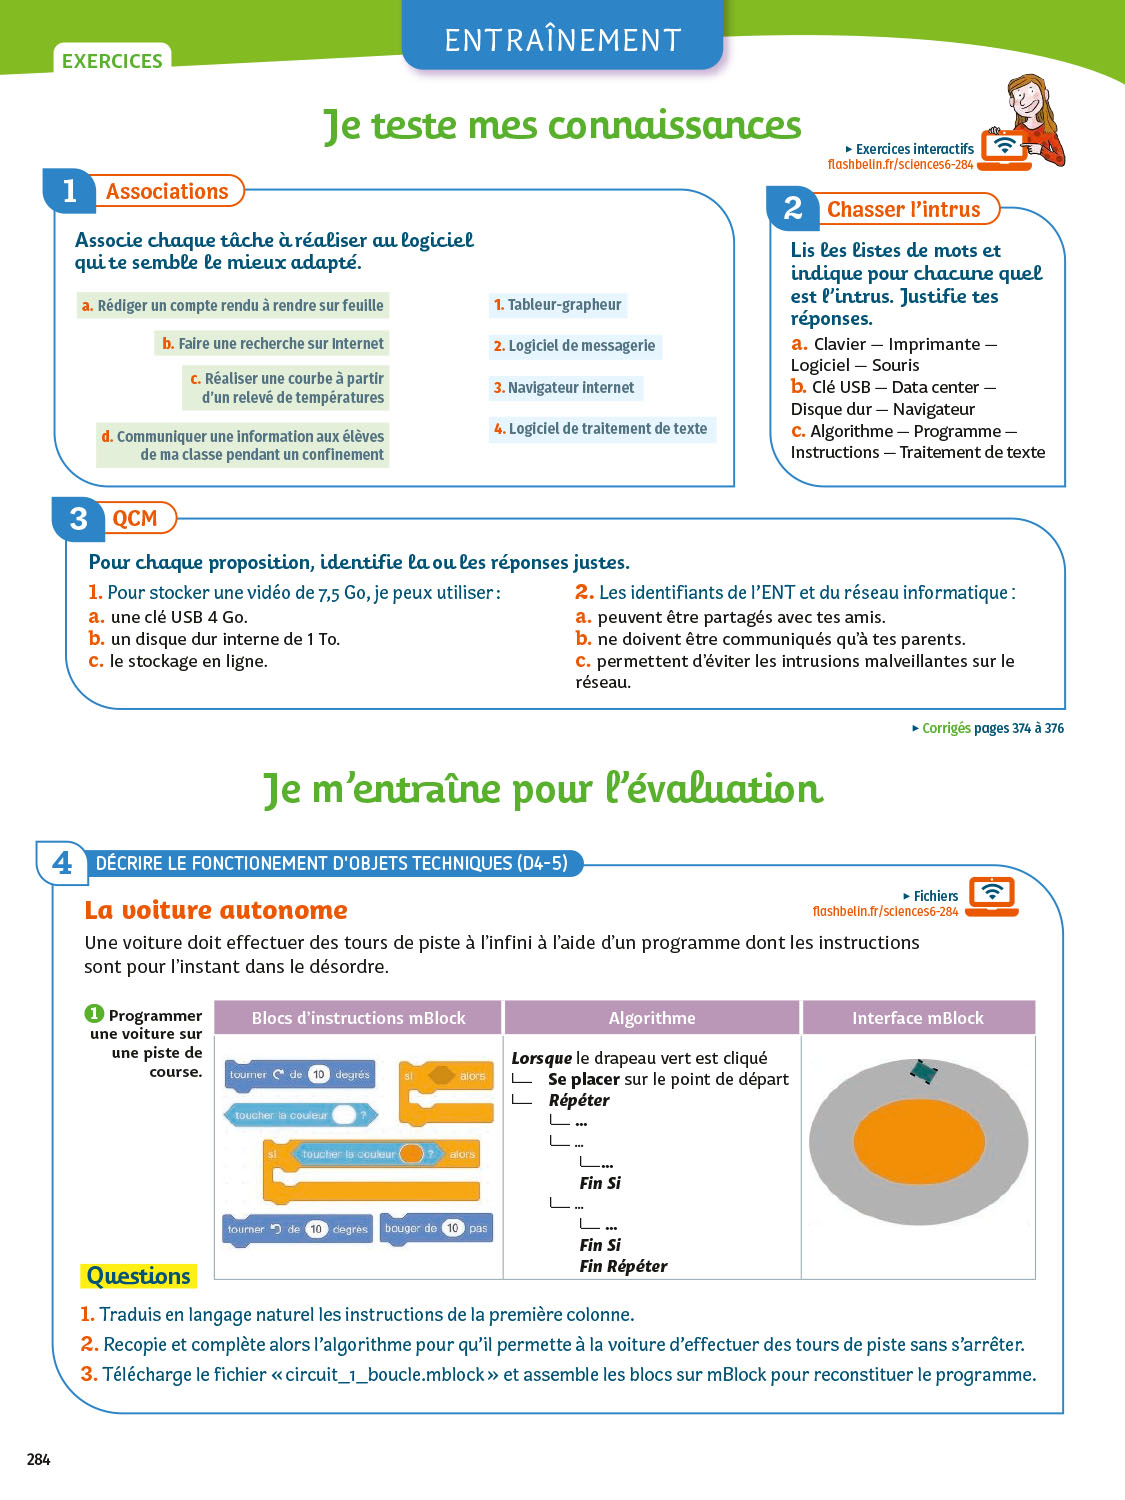 EXERCICES
ENTRAÎNEMENT
Je teste mes connaissances
▸ Exercices interactifs
flashbelin.fr/sciences6-284
1 Associations
Associe chaque tâche à réaliser au logiciel
qui te semble le mieux adapté.
a. Rédiger un compte rendu à rendre sur feuille
b. Faire une recherche sur Internet
c. Réaliser une courbe à partir
d'un relevé de températures
d. Communiquer une information aux élèves
de ma classe pendant un confinement
1. Tableur-grapheur
2. Logiciel de messagerie
3. Navigateur internet
4. Logiciel de traitement de texte
2 Chasser l'intrus
Lis les listes de mots et
indique pour chacune quel
est l'intrus. Justifie tes
réponses.
a. Clavier – Imprimante –
Logiciel – Souris
b. Clé USB – Data center –
Disque dur – Navigateur
c. Algorithme – Programme –
Instructions – Traitement de texte
3 QCM
Pour chaque proposition, identifie la ou les réponses justes.
1. Pour stocker une vidéo de 7,5 Go, je peux utiliser :
a. une clé USB 4 Go.
b. un disque dur interne de 1 To.
c. le stockage en ligne.
2. Les identifiants de l'ENT et du réseau informatique :
a. peuvent être partagés avec tes amis.
b. ne doivent être communiqués qu'à tes parents.
c. permettent d'éviter les intrusions malveillantes sur le
réseau.
▸ Corrigés pages 374 à 376
Je m'entraîne pour l'évaluation
4 DÉCRIRE LE FONCTIONEMENT D'OBJETS TECHNIQUES (D4-5)
▸ Fichiers
flashbelin.fr/sciences6-284
La voiture autonome
Une voiture doit effectuer des tours de piste à l'infini à l'aide d'un programme dont les instructions
sont pour l'instant dans le désordre.
1 Programmer
une voiture sur
une piste de
course.
Blocs d'instructions mBlock
tourner de 10 degrés
si alors
toucher la couleur ?
si toucher la couleur ? alors
tourner de 10 degrés
bouger de 10 pas
Algorithme
Lorsque le drapeau vert est cliqué
Se placer sur le point de départ
Répéter
...
...
...
Fin Si
...
...
Fin Si
Fin Répéter
Interface mBlock
Questions
1. Traduis en langage naturel les instructions de la première colonne.
2. Recopie et complète alors l'algorithme pour qu'il permette à la voiture d'effectuer des tours de piste sans s'arrêter.
3. Télécharge le fichier « circuit_1_boucle.mblock » et assemble les blocs sur mBlock pour reconstituer le programme.
284